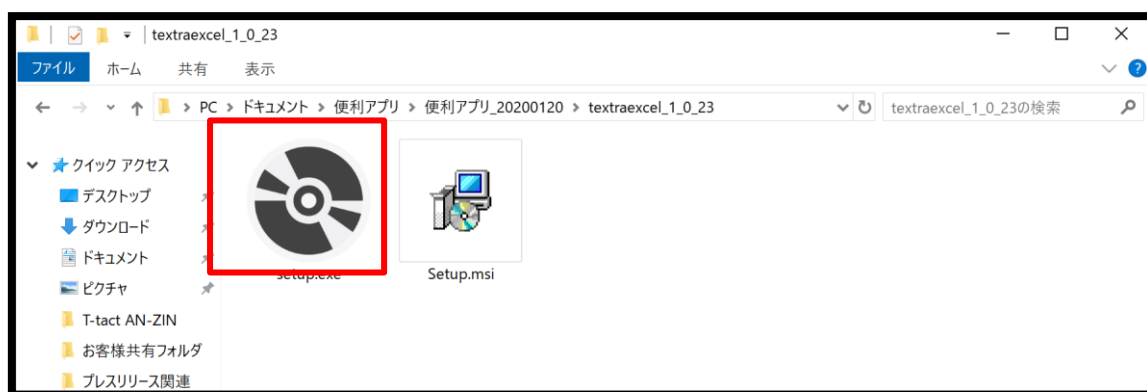 textraexcel_1_0_23
ファイル ホーム 共有 表示
PC > ドキュメント > 便利アプリ > 便利アプリ_20200120 > textraexcel_1_0_23
textraexcel_1_0_23の検索
クイック アクセス
デスクトップ
ダウンロード
ドキュメント
ピクチャ
T-tact AN-ZIN
お客様共有フォルダ
プレスリリース関連
setup.exe
Setup.msi